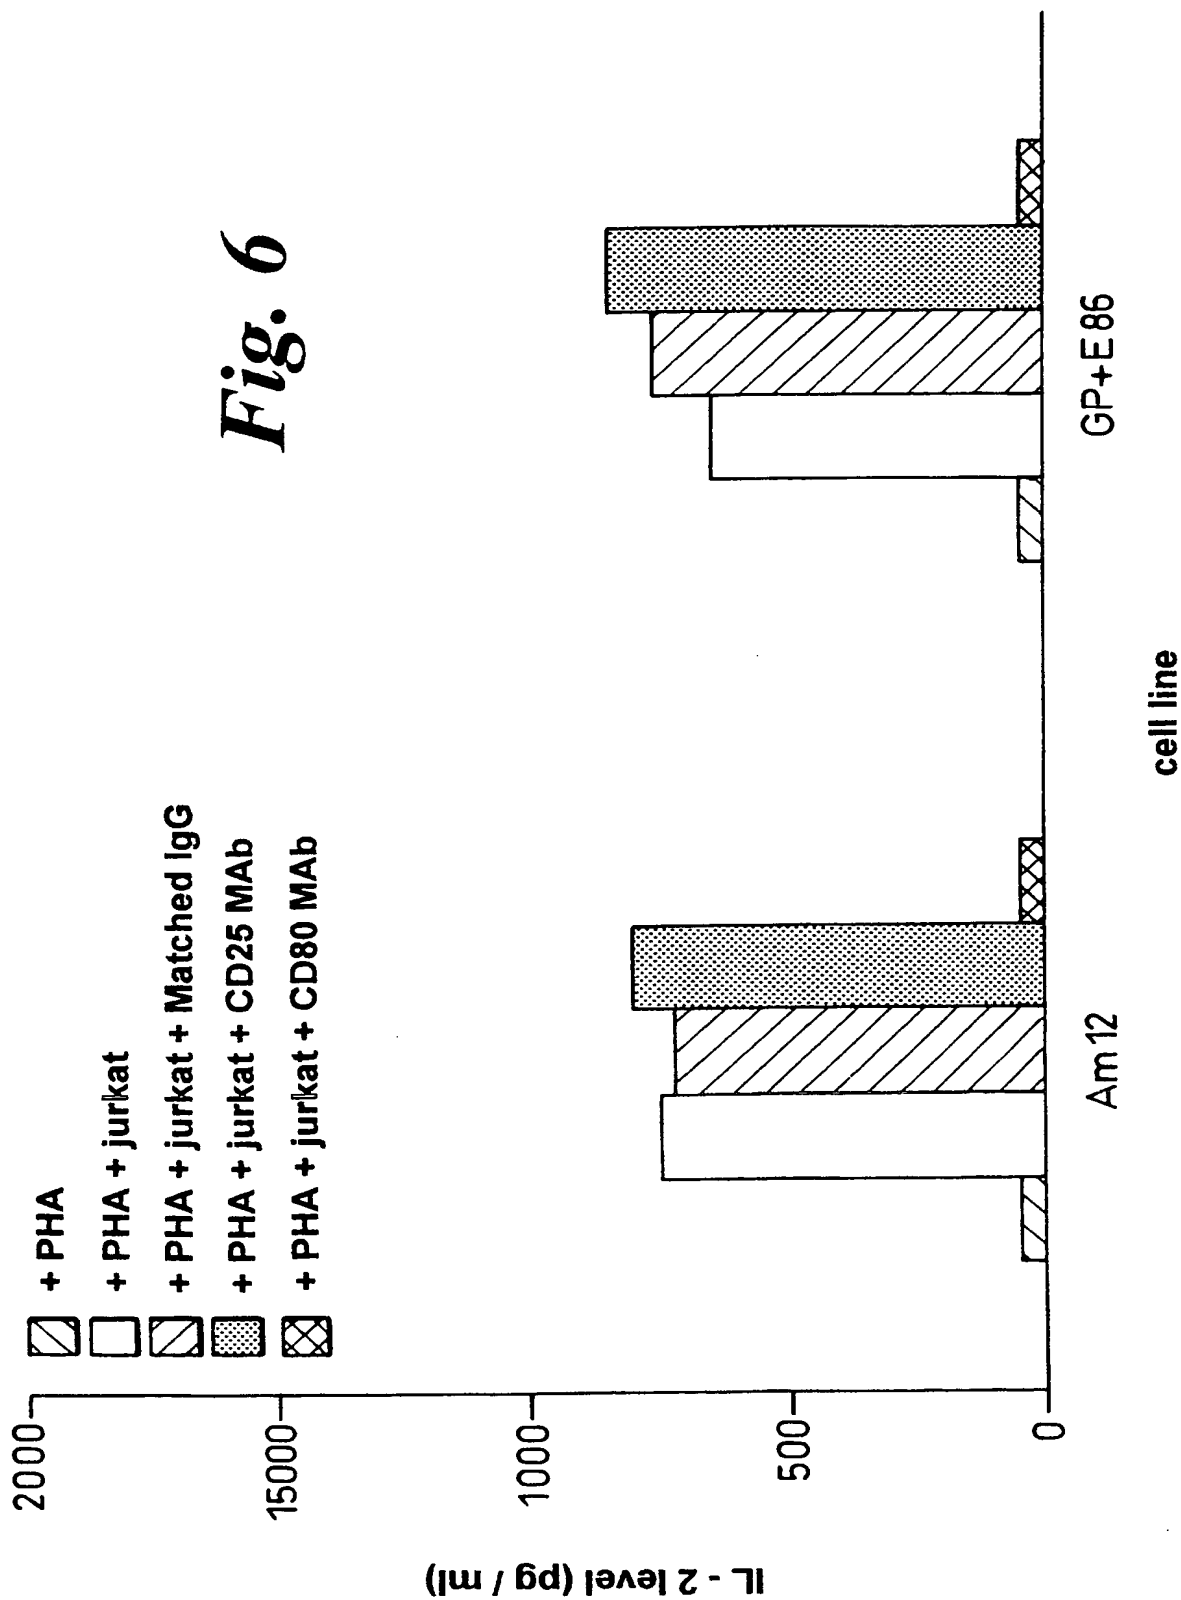 Fig. 6
+ PHA
+ PHA + jurkat
+ PHA + jurkat + Matched IgG
+ PHA + jurkat + CD25 MAb
+ PHA + jurkat + CD80 MAb
2000
15000
1000
500
0
IL - 2 level (pg / ml)
Am12
GP+E86
cell line